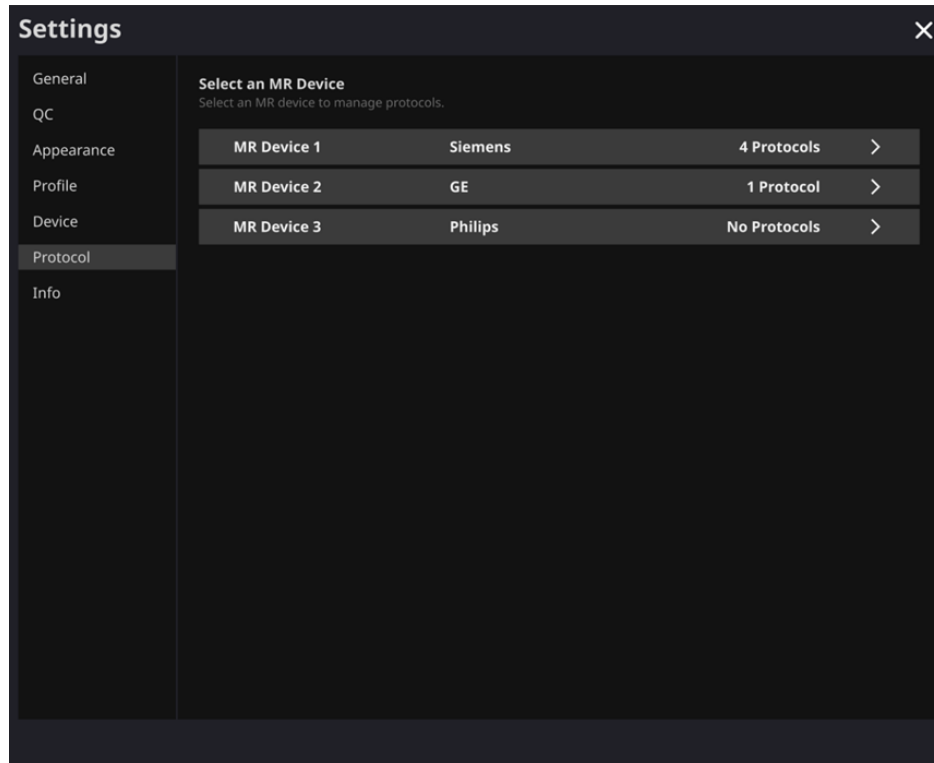 Settings
General
QC
Appearance
Profile
Device
Protocol
Info
Select an MR Device
Select an MR device to manage protocols.
MR Device 1 Siemens 4 Protocols
MR Device 2 GE 1 Protocol
MR Device 3 Philips No Protocols